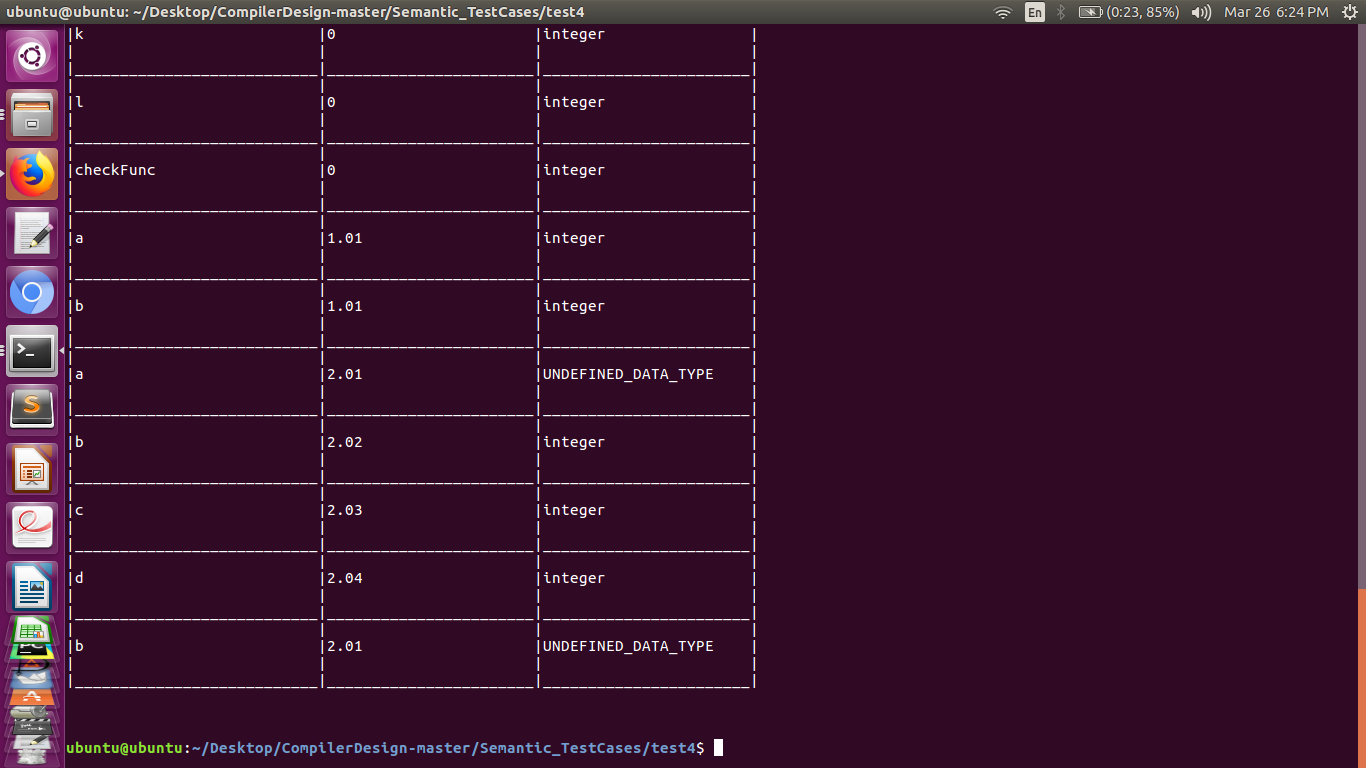 ubuntu@ubuntu: ~/Desktop/CompilerDesign-master/Semantic_TestCases/test4 En (0:23, 85%) Mar 26 6:24 PM
|k |0 |integer |
|l |0 |integer |
|checkFunc |0 |integer |
|a |1.01 |integer |
|b |1.01 |integer |
|a |2.01 |UNDEFINED_DATA_TYPE |
|b |2.02 |integer |
|c |2.03 |integer |
|d |2.04 |integer |
|b |2.01 |UNDEFINED_DATA_TYPE |
ubuntu@ubuntu:~/Desktop/CompilerDesign-master/Semantic_TestCases/test4$